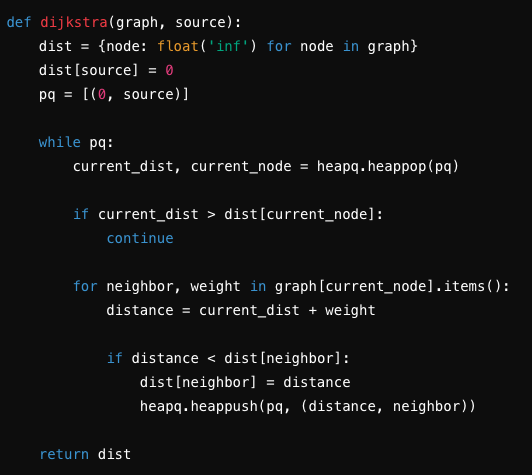 def dijkstra(graph, source):
    dist = {node: float('inf') for node in graph}
    dist[source] = 0
    pq = [(0, source)]

    while pq:
        current_dist, current_node = heapq.heappop(pq)

        if current_dist > dist[current_node]:
            continue

        for neighbor, weight in graph[current_node].items():
            distance = current_dist + weight

            if distance < dist[neighbor]:
                dist[neighbor] = distance
                heapq.heappush(pq, (distance, neighbor))

    return dist